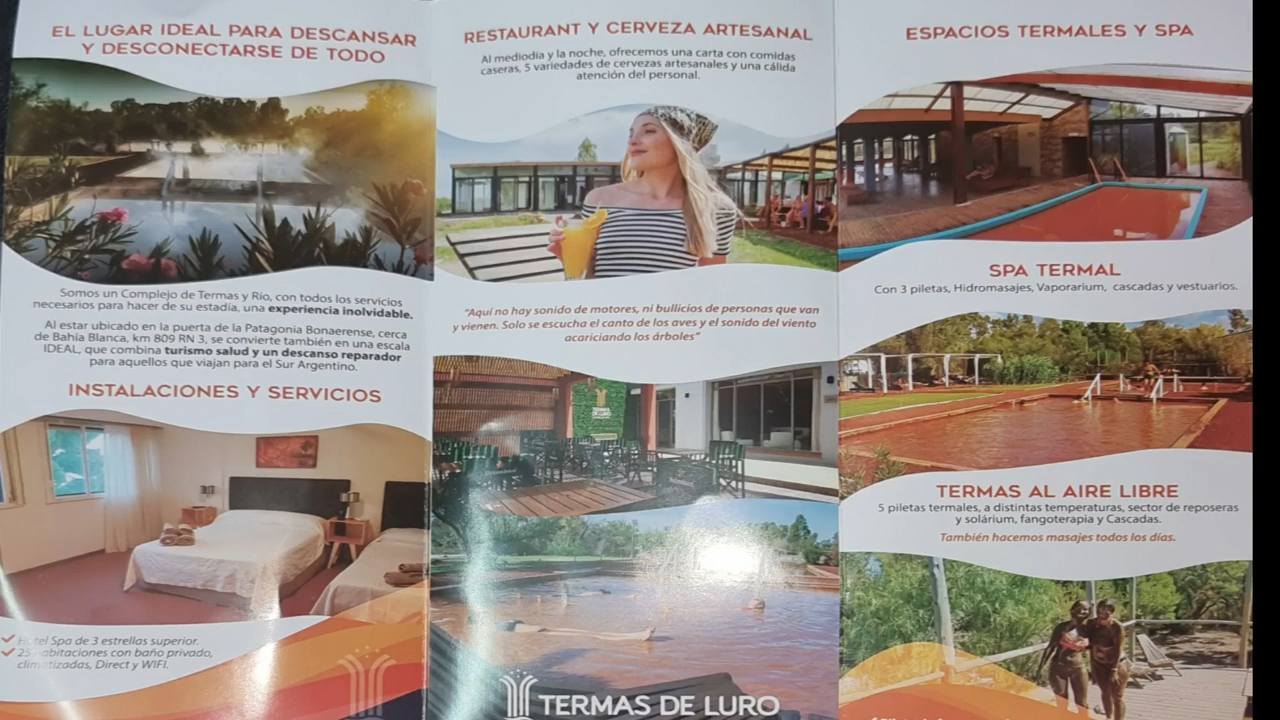 EL LUGAR IDEAL PARA DESCANSAR
Y DESCONECTARSE DE TODO
Somos un Complejo de Termas y Río, con todos los servicios
necesarios para hacer de su estadía, una experiencia inolvidable.
Al estar ubicado en la puerta de la Patagonia Bonaerense, cerca
de Bahía Blanca, km 809 RN 3, se convierte también en una escala
IDEAL, que combina turismo salud y un descanso reparador
para aquellos que viajan para el Sur Argentino.
INSTALACIONES Y SERVICIOS
Hotel Spa de 3 estrellas superior.
25 habitaciones con baño privado,
climatizadas, Direct y WIFI.
RESTAURANT Y CERVEZA ARTESANAL
Al mediodía y la noche, ofrecemos una carta con comidas
caseras, 5 variedades de cervezas artesanales y una cálida
atención del personal.
"Aquí no hay sonido de motores, ni bullicios de personas que van
y vienen. Solo se escucha el canto de los aves y el sonido del viento
acariciando los árboles"
TERMAS
DE LURO
TERMAS DE LURO
ESPACIOS TERMALES Y SPA
SPA TERMAL
Con 3 piletas, Hidromasajes, Vaporarium, cascadas y vestuarios.
TERMAS AL AIRE LIBRE
5 piletas termales, a distintas temperaturas, sector de reposeras
y solárium, fangoterapia y Cascadas.
También hacemos masajes todos los días.